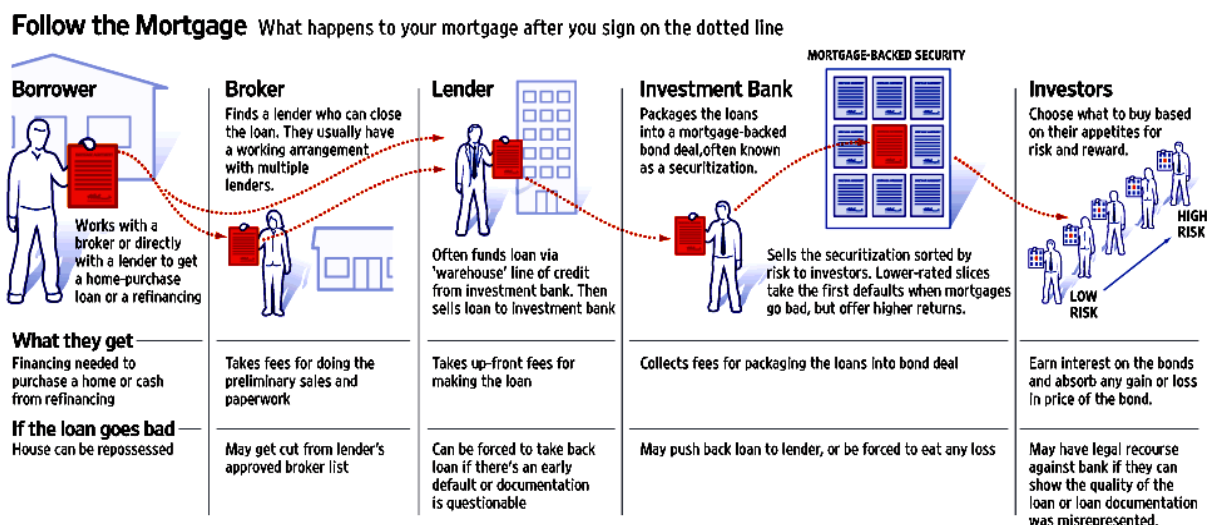 Follow the Mortgage What happens to your mortgage after you sign on the dotted line
Borrower
Works with a
broker or directly
with a lender to get
a home-purchase
loan or a refinancing
Broker
Finds a lender who can close
the loan. They usually have
a working arrangement
with multiple
lenders.
Lender
Often funds loan via
'warehouse' line of credit
from investment bank. Then
sells loan to investment bank
Investment Bank
Packages the loans
into a mortgage-backed
bond deal,often known
as a securitization.
MORTGAGE-BACKED SECURITY
Sells the securitization sorted by
risk to investors. Lower-rated slices
take the first defaults when mortgages
go bad, but offer higher returns.
Investors
Choose what to buy based
on their appetites for
risk and reward.
HIGH
RISK
LOW
RISK
What they get
Financing needed to
purchase a home or cash
from refinancing
Takes fees for doing the
preliminary sales and
paperwork
Takes up-front fees for
making the loan
Collects fees for packaging the loans into bond deal
Earn interest on the bonds
and absorb any gain or loss
in price of the bond.
If the loan goes bad
House can be repossessed
May get cut from lender's
approved broker list
Can be forced to take back
loan if there's an early
default or documentation
is questionable
May push back loan to lender, or be forced to eat any loss
May have legal recourse
against bank if they can
show the quality of the
loan or loan documentation
was misrepresented.